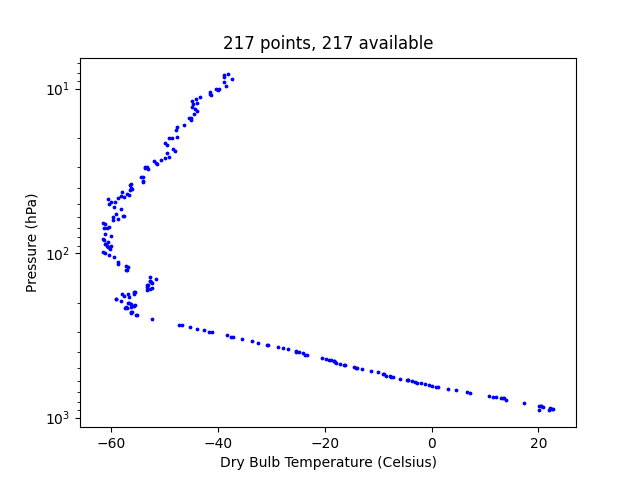 217 points, 217 available
10¹
10²
10³
Pressure (hPa)
−60 −40 −20 0 20
Dry Bulb Temperature (Celsius)